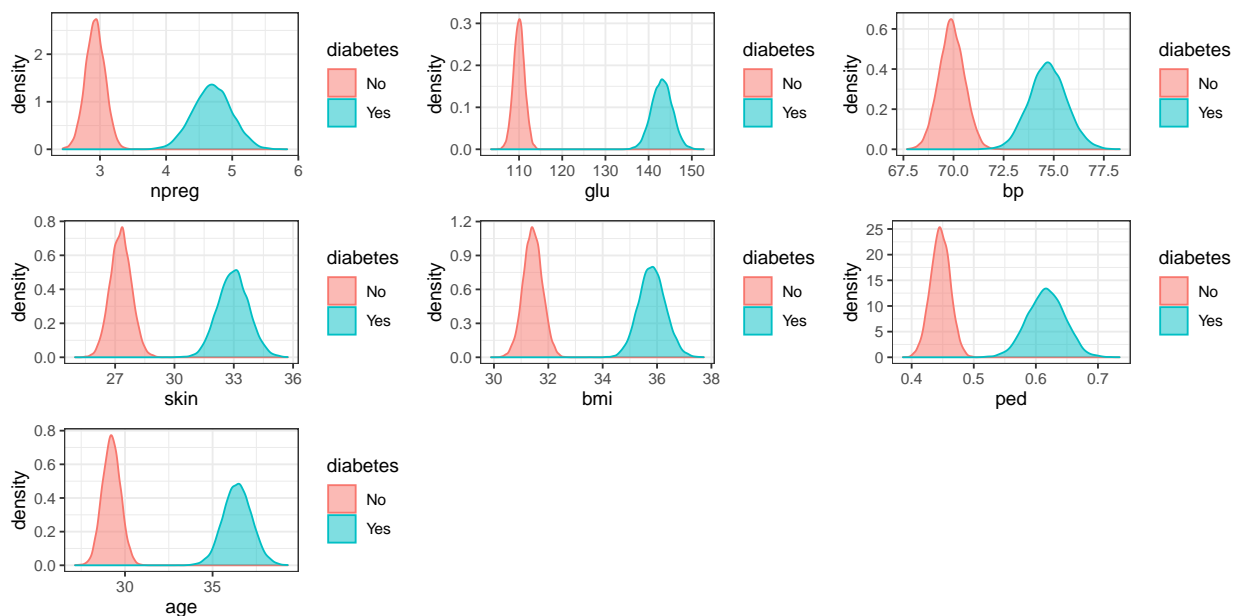 density
0
1
2
3
4
5
6
npreg
diabetes
No
Yes
density
0.0
0.1
0.2
0.3
110
120
130
140
150
glu
diabetes
No
Yes
density
0.0
0.2
0.4
0.6
67.5
70.0
72.5
75.0
77.5
bp
diabetes
No
Yes
density
0.0
0.2
0.4
0.6
0.8
27
30
33
36
skin
diabetes
No
Yes
density
0.0
0.3
0.6
0.9
1.2
30
32
34
36
38
bmi
diabetes
No
Yes
density
0
5
10
15
20
25
0.4
0.5
0.6
0.7
ped
diabetes
No
Yes
density
0.0
0.2
0.4
0.6
0.8
30
35
age
diabetes
No
Yes